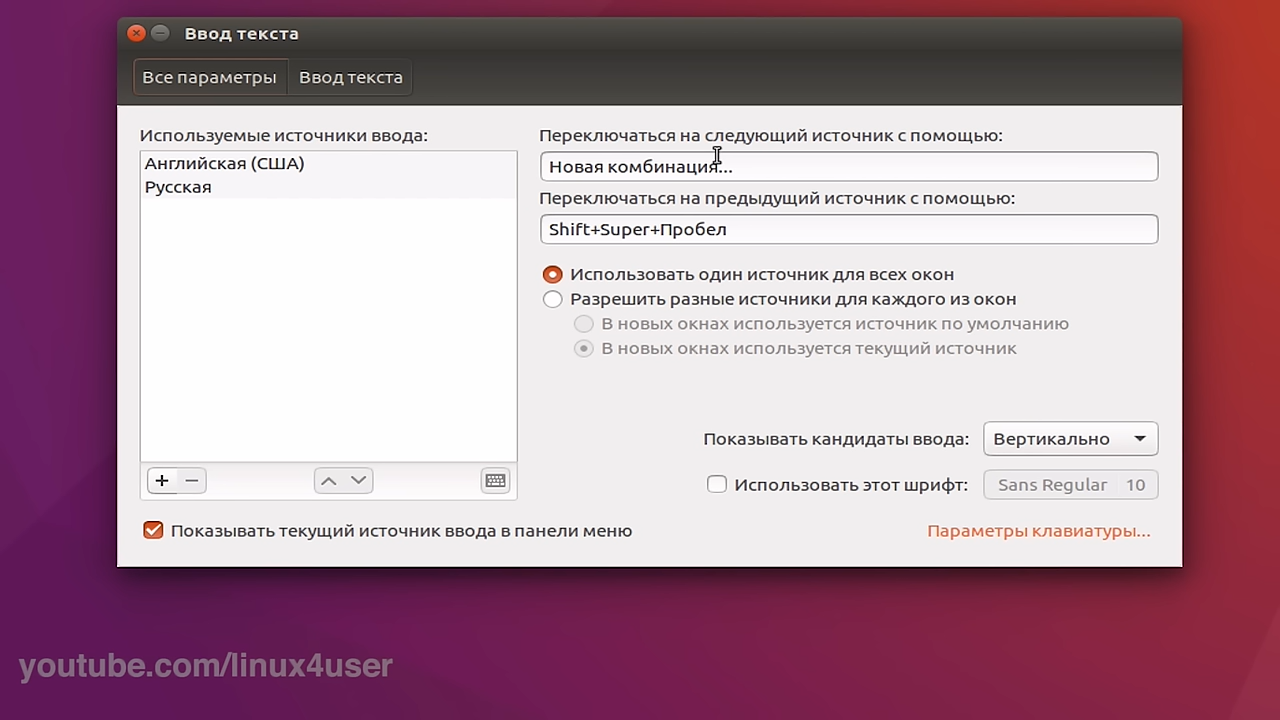 Ввод текста
Все параметры
Ввод текста
Используемые источники ввода:
Английская (США)
Русская
Переключаться на следующий источник с помощью:
Новая комбинация...
Переключаться на предыдущий источник с помощью:
Shift+Super+Пробел
Использовать один источник для всех окон
Разрешить разные источники для каждого из окон
В новых окнах используется источник по умолчанию
В новых окнах используется текущий источник
Показывать кандидаты ввода:
Вертикально
Использовать этот шрифт:
Sans Regular 10
Показывать текущий источник ввода в панели меню
Параметры клавиатуры...
youtube.com/linux4user